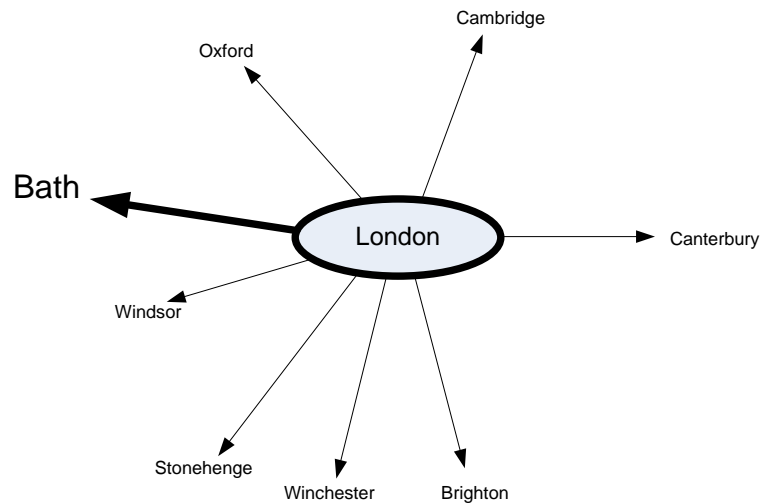 Cambridge
Oxford
Bath
London
Canterbury
Windsor
Stonehenge
Winchester
Brighton